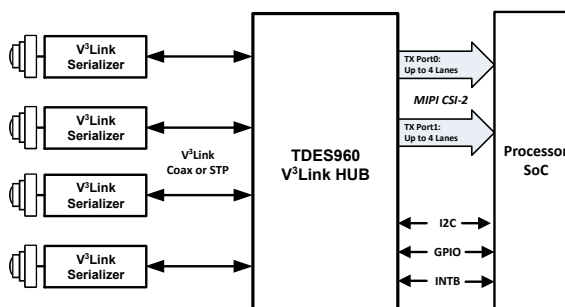 V³Link
Serializer
V³Link
Serializer
V³Link
Serializer
V³Link
Serializer
V³Link
Coax or STP
TDES960
V³Link HUB
TX Port0:
Up to 4 Lanes
MIPI CSI-2
TX Port1:
Up to 4 Lanes
I2C
GPIO
INTB
Processor
SoC